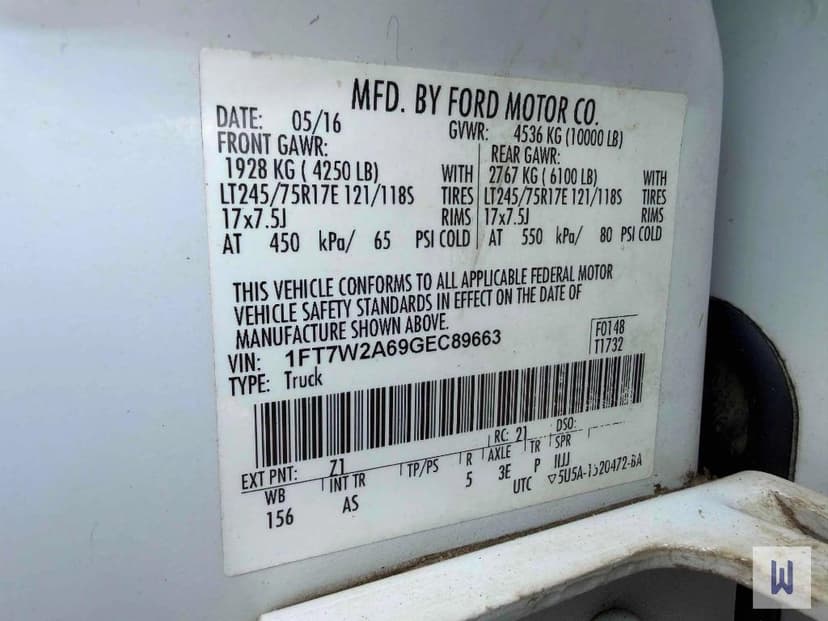 MFD. BY FORD MOTOR CO.
DATE: 05/16 GVWR: 4536 KG (10000 LB)
FRONT GAWR: REAR GAWR:
1928 KG ( 4250 LB) WITH 2767 KG ( 6100 LB) WITH
LT245/75R17E 121/118S TIRES LT245/75R17E 121/118S TIRES
17x7.5J RIMS 17x7.5J RIMS
AT 450 kPa/ 65 PSI COLD AT 550 kPa/ 80 PSI COLD
THIS VEHICLE CONFORMS TO ALL APPLICABLE FEDERAL MOTOR
VEHICLE SAFETY STANDARDS IN EFFECT ON THE DATE OF
MANUFACTURE SHOWN ABOVE.
VIN: 1FT7W2A69GEC89663 F0148
TYPE: Truck T1732
EXT PNT: Z1 RC: 21 DSO:
WB INT TR TP/PS R AXLE TR SPR
156 AS 5 3E P IIJJ
UTC ▽5U5A-1520472-BA
W